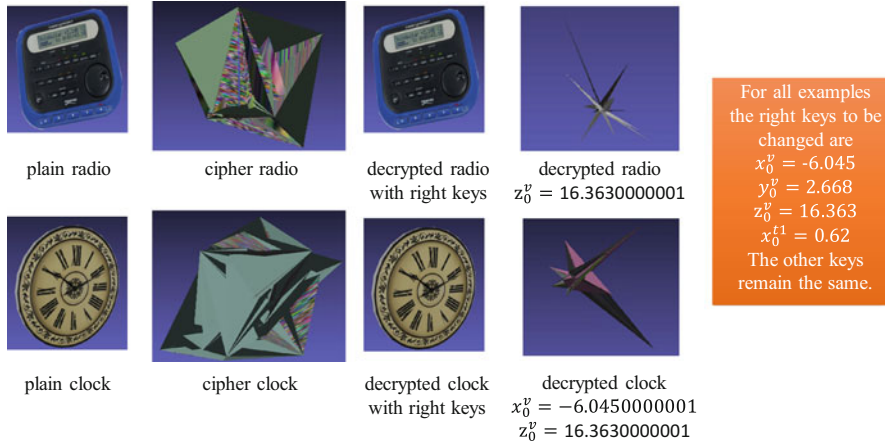 plain radio
cipher radio
decrypted radio
with right keys
decrypted radio
z₀ᵛ = 16.3630000001
plain clock
cipher clock
decrypted clock
with right keys
decrypted clock
x₀ᵛ = −6.0450000001
z₀ᵛ = 16.3630000001
For all examples
the right keys to be
changed are
x₀ᵛ = -6.045
y₀ᵛ = 2.668
z₀ᵛ = 16.363
x₀ᵗ¹ = 0.62
The other keys
remain the same.